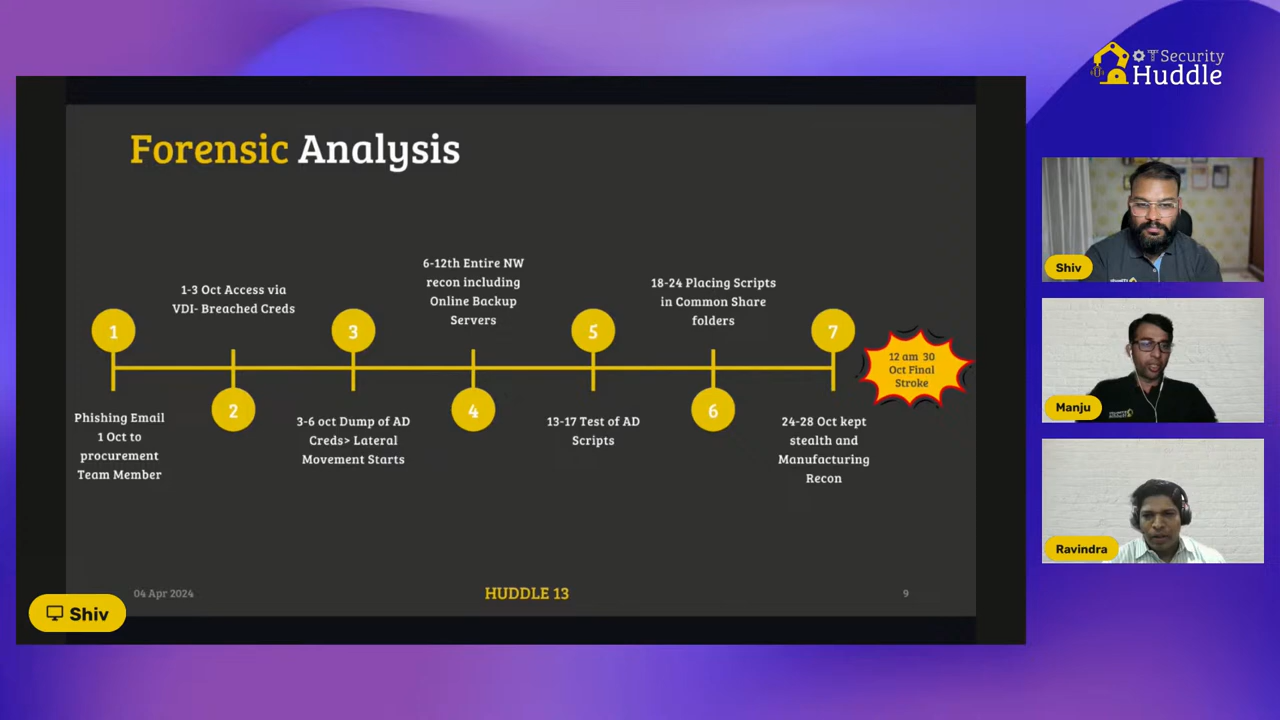 OT Security
Huddle
Forensic Analysis
1
Phishing Email
1 Oct to
procurement
Team Member
1-3 Oct Access via
VDI- Breached Creds
2
3
3-6 oct Dump of AD
Creds> Lateral
Movement Starts
6-12th Entire NW
recon including
Online Backup
Servers
4
5
13-17 Test of AD
Scripts
18-24 Placing Scripts
in Common Share
folders
6
7
24-28 Oct kept
stealth and
Manufacturing
Recon
12 am 30
Oct Final
Stroke
04 Apr 2024
HUDDLE 13
9
Shiv
Shiv
Manju
Ravindra